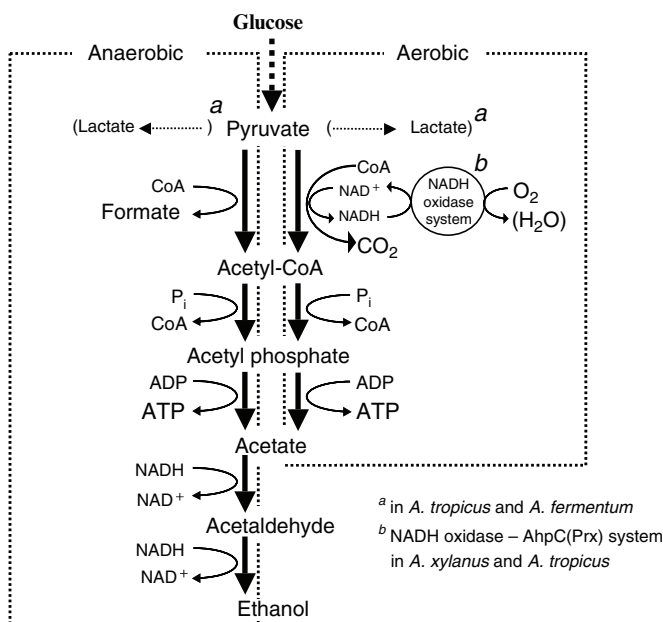 Glucose
Anaerobic Aerobic
(Lactate ) a Pyruvate ( Lactate) a
CoA
Formate
CoA
NAD+
NADH
CO2
b
NADH
oxidase
system
O2
(H2O)
Acetyl-CoA
Pi
CoA
Pi
CoA
Acetyl phosphate
ADP
ATP
ADP
ATP
Acetate
NADH
NAD+
Acetaldehyde
NADH
NAD+
Ethanol
a in A. tropicus and A. fermentum
b NADH oxidase – AhpC(Prx) system
in A. xylanus and A. tropicus